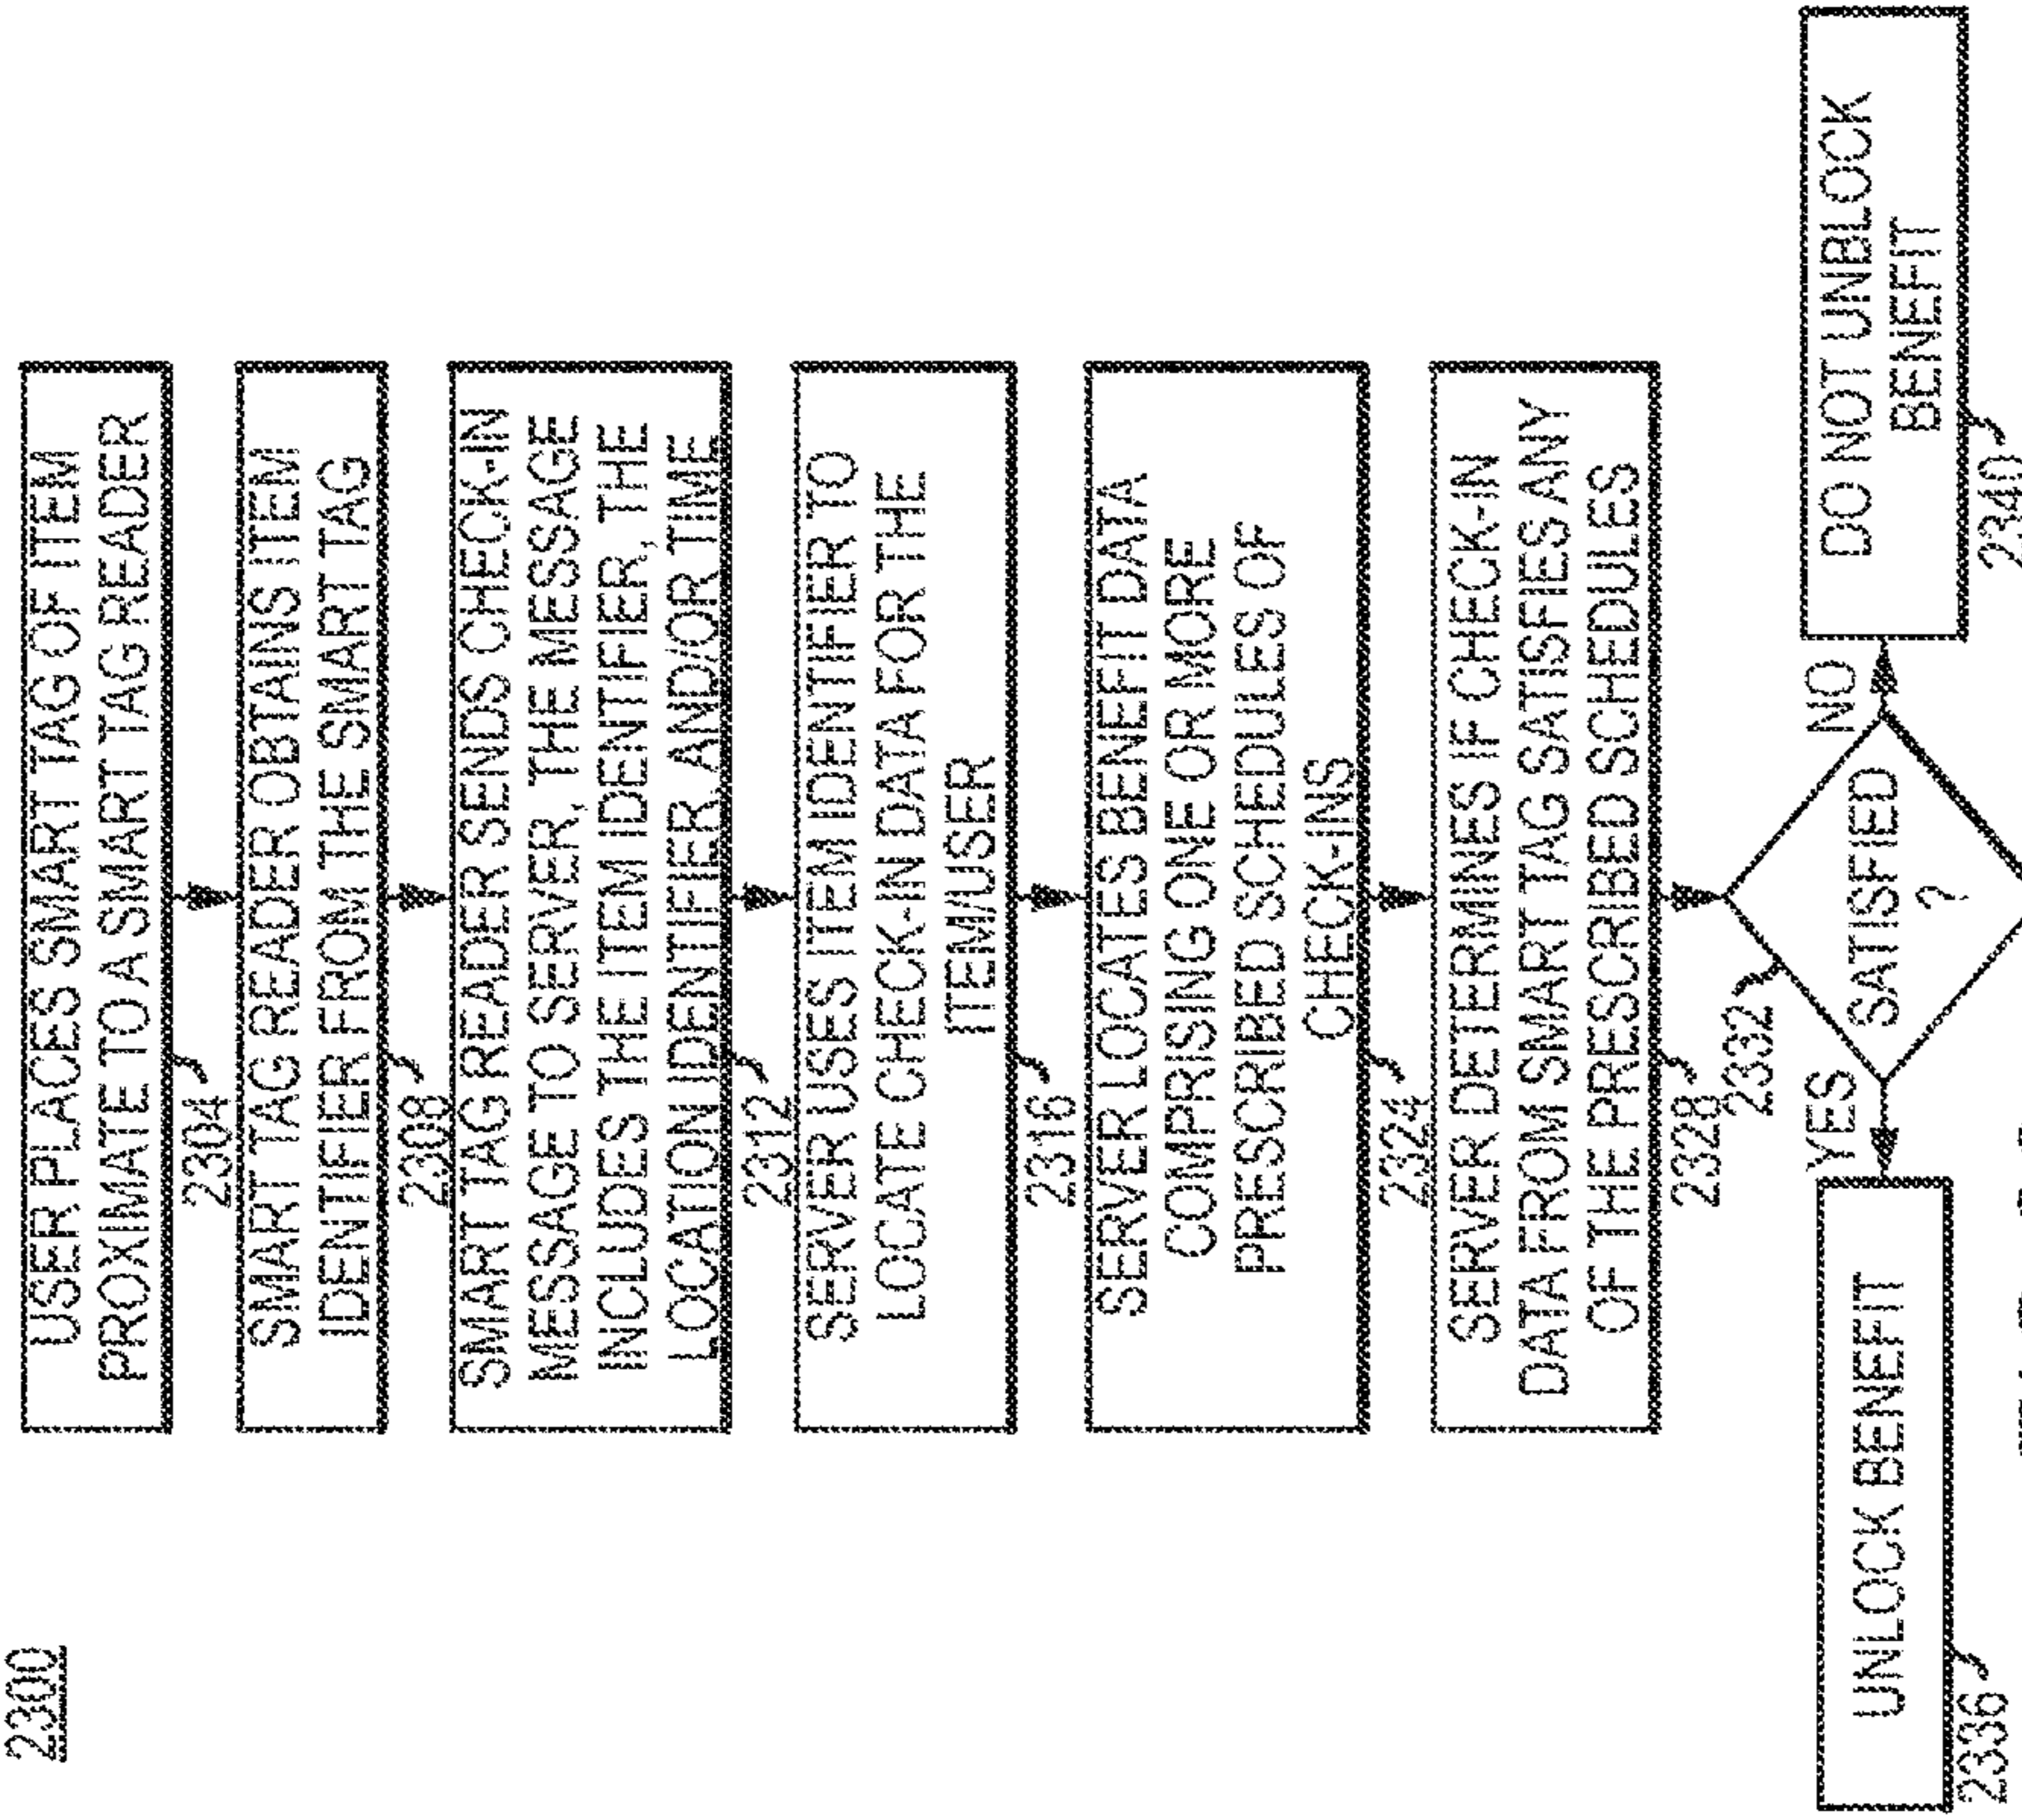 2300
USER PLACES SMART TAG OF ITEM
PROXIMATE TO A SMART TAG READER
2304
SMART TAG READER OBTAINS ITEM
IDENTIFIER FROM THE SMART TAG
2308
SMART TAG READER SENDS CHECK-IN
MESSAGE TO SERVER, THE MESSAGE
INCLUDES THE ITEM IDENTIFIER, THE
LOCATION IDENTIFIER, AND/OR TIME
2312
SERVER USES ITEM IDENTIFIER TO
LOCATE CHECK-IN DATA FOR THE
ITEM/USER
2316
SERVER LOCATES BENEFIT DATA
COMPRISING ONE OR MORE
PRESCRIBED SCHEDULES OF
CHECK-INS
2324
SERVER DETERMINES IF CHECK-IN
DATA FROM SMART TAG SATISFIES ANY
OF THE PRESCRIBED SCHEDULES
2328
2332
SATISFIED
?
YES
NO
UNLOCK BENEFIT
2336
DO NOT UNBLOCK
BENEFIT
2340